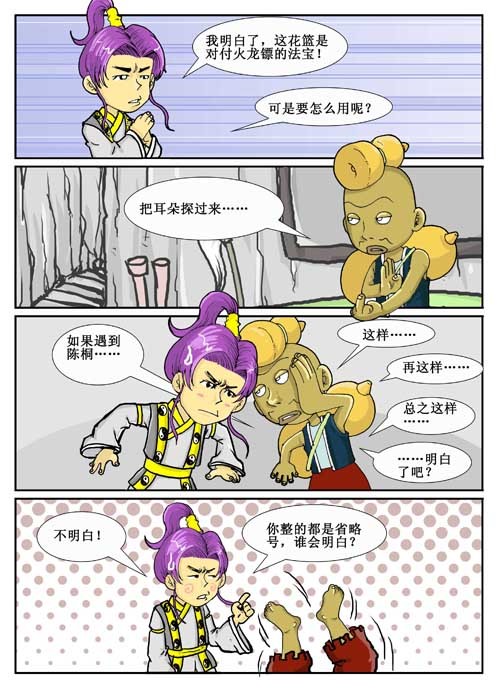 我明白了，这花篮是
对付火龙镖的法宝！
可是要怎么用呢？
把耳朵探过来……
如果遇到
陈桐……
这样……
再这样……
总之这样
……
……明白
了吧？
不明白！
你整的都是省略
号，谁会明白？